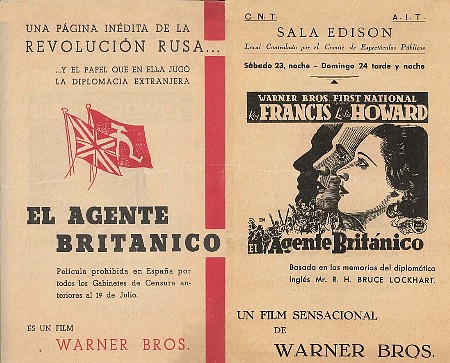 UNA PÁGINA INÉDITA DE LA
REVOLUCIÓN RUSA...
...Y EL PAPEL QUE EN ELLA JUGÓ
LA DIPLOMACIA EXTRANJERA
EL AGENTE
BRITANICO
Película prohibida en España por
todos los Gabinetes de Censura an-
teriores al 19 de Julio.
ES UN FILM
WARNER BROS.
C.N.T. A.I.T.
SALA EDISON
Local Controlado por el Comité de Espectáculos Públicos
Sábado 23, noche - Domingo 24 tarde y noche
WARNER BROS. FIRST NATIONAL
Kay FRANCIS Leslie HOWARD
en
El Agente Británico
Basada en las memorias del diplomático
inglés Mr. R. H. BRUCE LOCKHART.
UN FILM SENSACIONAL
DE
WARNER BROS.